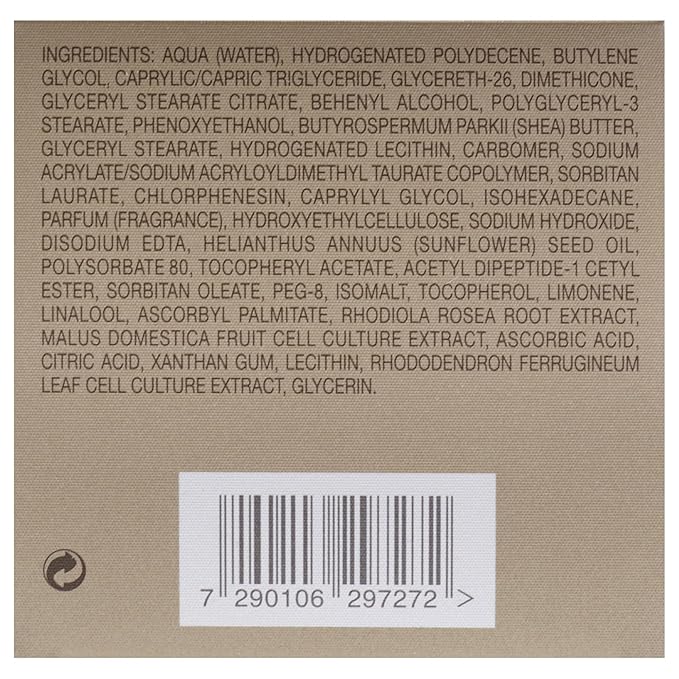 INGREDIENTS: AQUA (WATER), HYDROGENATED POLYDECENE, BUTYLENE
GLYCOL, CAPRYLIC/CAPRIC TRIGLYCERIDE, GLYCERETH-26, DIMETHICONE,
GLYCERYL STEARATE CITRATE, BEHENYL ALCOHOL, POLYGLYCERYL-3
STEARATE, PHENOXYETHANOL, BUTYROSPERMUM PARKII (SHEA) BUTTER,
GLYCERYL STEARATE, HYDROGENATED LECITHIN, CARBOMER, SODIUM
ACRYLATE/SODIUM ACRYLOYLDIMETHYL TAURATE COPOLYMER, SORBITAN
LAURATE, CHLORPHENESIN, CAPRYLYL GLYCOL, ISOHEXADECANE,
PARFUM (FRAGRANCE), HYDROXYETHYLCELLULOSE, SODIUM HYDROXIDE,
DISODIUM EDTA, HELIANTHUS ANNUUS (SUNFLOWER) SEED OIL,
POLYSORBATE 80, TOCOPHERYL ACETATE, ACETYL DIPEPTIDE-1 CETYL
ESTER, SORBITAN OLEATE, PEG-8, ISOMALT, TOCOPHEROL, LIMONENE,
LINALOOL, ASCORBYL PALMITATE, RHODIOLA ROSEA ROOT EXTRACT,
MALUS DOMESTICA FRUIT CELL CULTURE EXTRACT, ASCORBIC ACID,
CITRIC ACID, XANTHAN GUM, LECITHIN, RHODODENDRON FERRUGINEUM
LEAF CELL CULTURE EXTRACT, GLYCERIN.
7 290106 297272 >